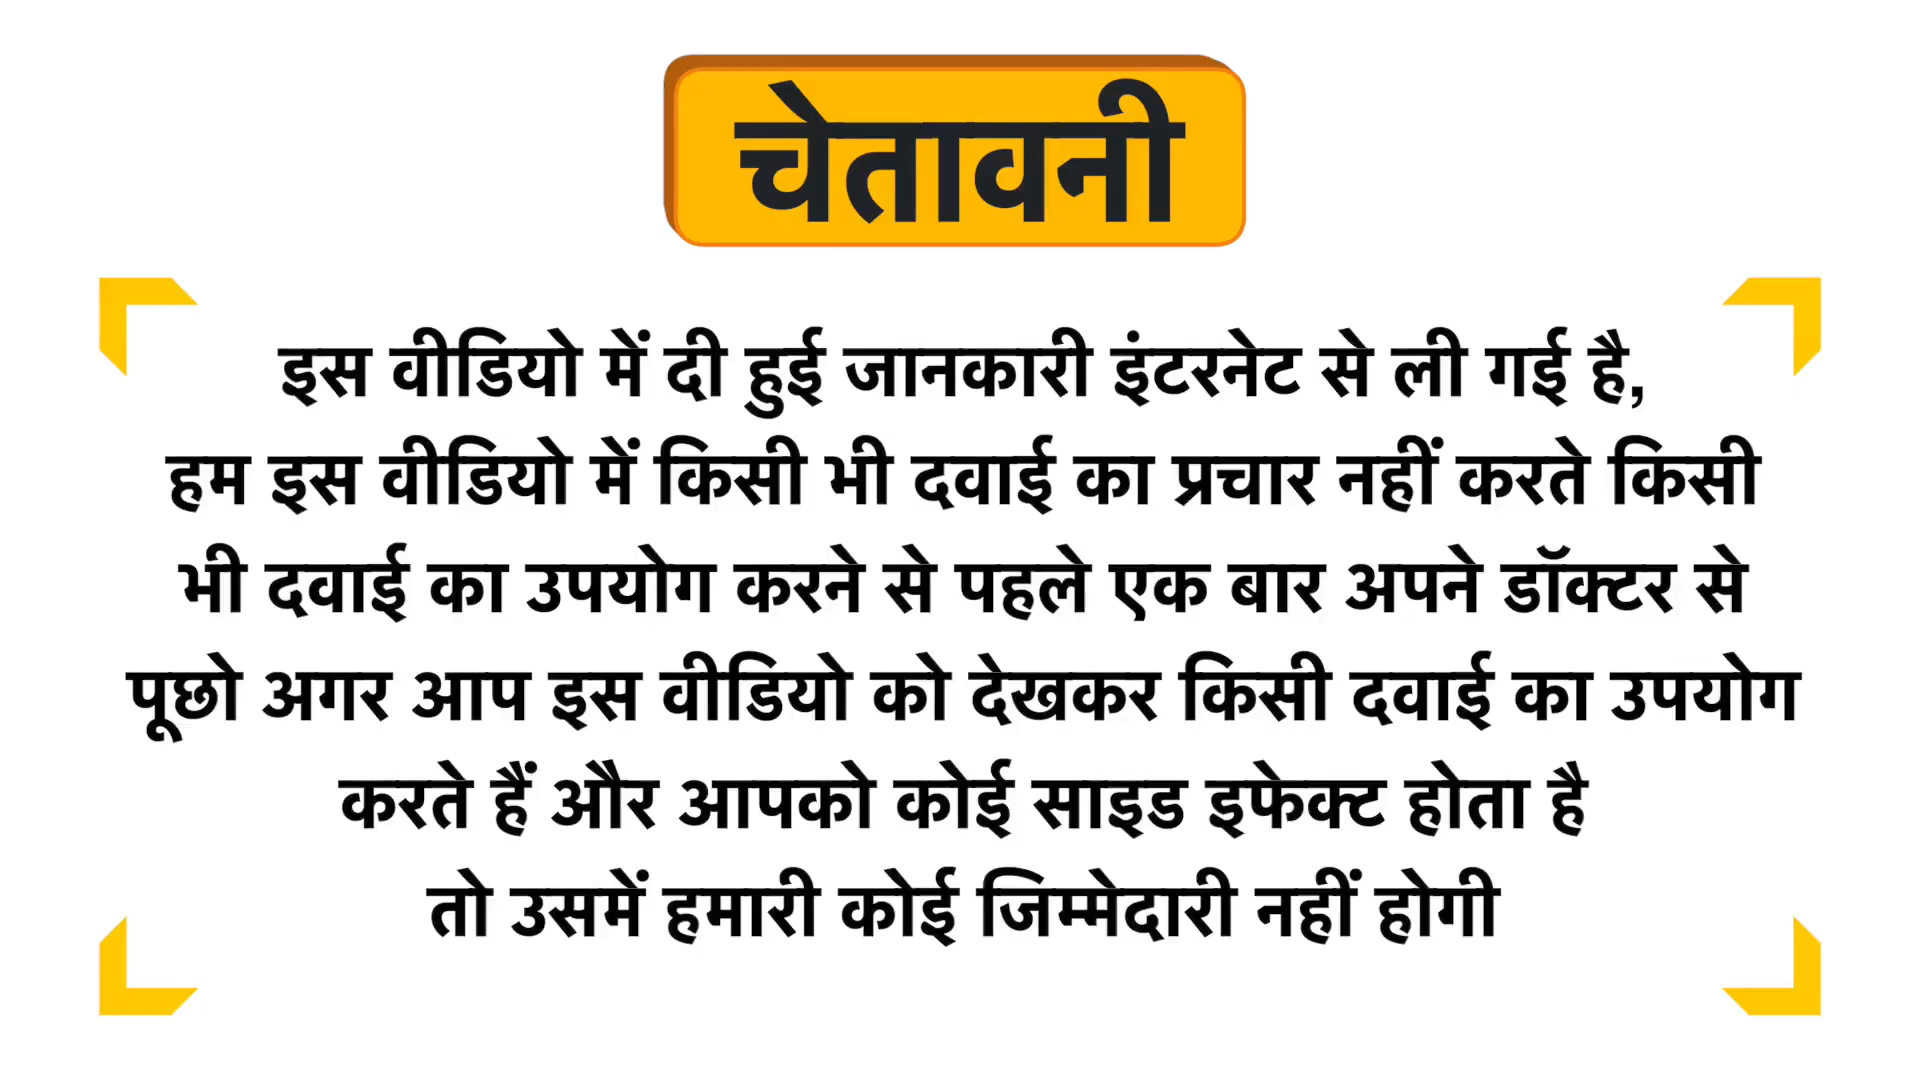 चेतावनी
इस वीडियो में दी हुई जानकारी इंटरनेट से ली गई है,
हम इस वीडियो में किसी भी दवाई का प्रचार नहीं करते किसी
भी दवाई का उपयोग करने से पहले एक बार अपने डॉक्टर से
पूछो अगर आप इस वीडियो को देखकर किसी दवाई का उपयोग
करते हैं और आपको कोई साइड इफेक्ट होता है
तो उसमें हमारी कोई जिम्मेदारी नहीं होगी